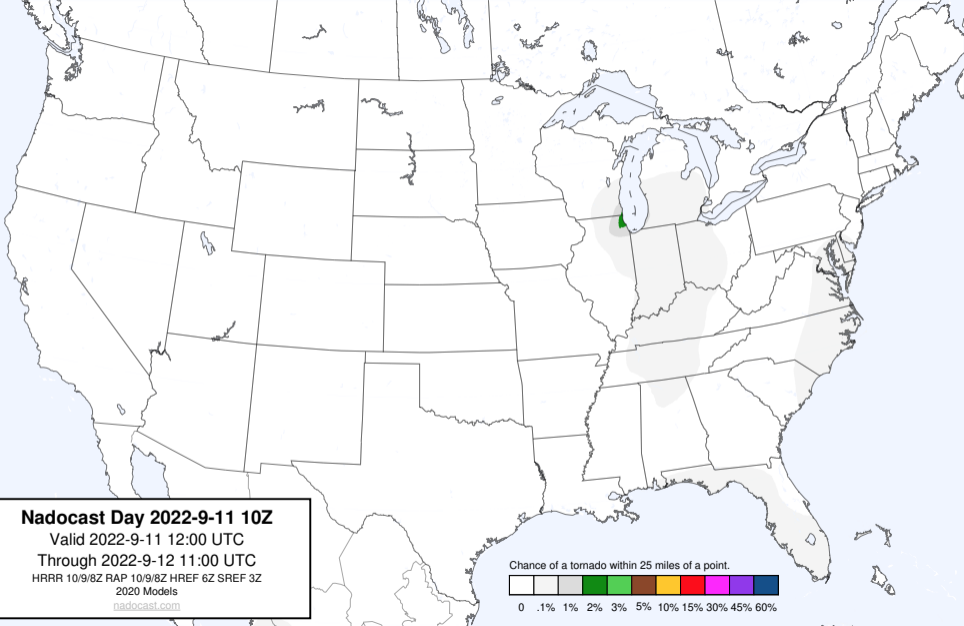 Nadocast Day 2022-9-11 10Z
Valid 2022-9-11 12:00 UTC
Through 2022-9-12 11:00 UTC
HRRR 10/9/8Z RAP 10/9/8Z HREF 6Z SREF 3Z
2020 Models
nadocast.com
Chance of a tornado within 25 miles of a point.
0 .1% 1% 2% 3% 5% 10% 15% 30% 45% 60%